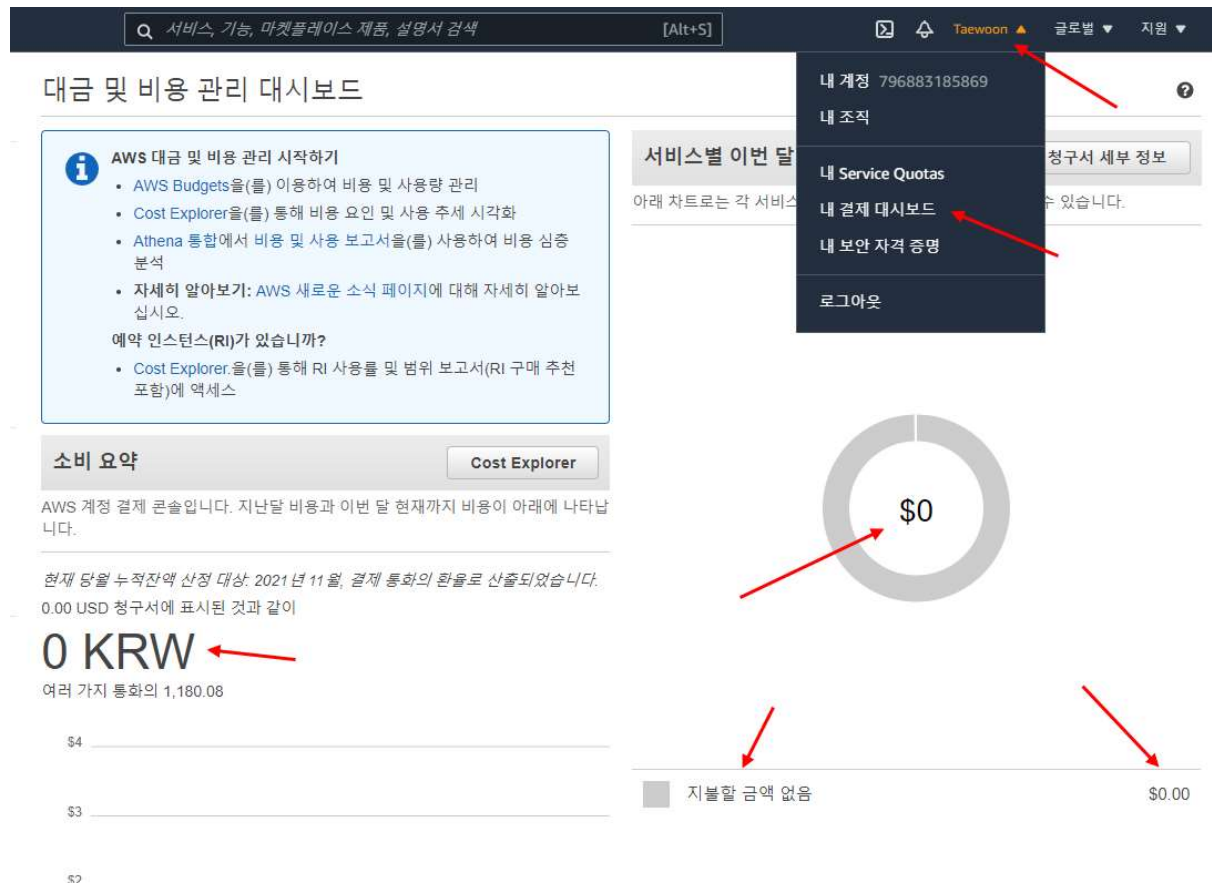 서비스, 기능, 마켓플레이스 제품, 설명서 검색 [Alt+S] Taewoon ▲ 글로벌 ▼ 지원 ▼
내 계정 796883185869
내 조직
내 Service Quotas
내 결제 대시보드
내 보안 자격 증명
로그아웃
대금 및 비용 관리 대시보드
AWS 대금 및 비용 관리 시작하기
• AWS Budgets을(를) 이용하여 비용 및 사용량 관리
• Cost Explorer을(를) 통해 비용 요인 및 사용 추세 시각화
• Athena 통합에서 비용 및 사용 보고서을(를) 사용하여 비용 심층
분석
• 자세히 알아보기: AWS 새로운 소식 페이지에 대해 자세히 알아보
십시오.
예약 인스턴스(RI)가 있습니까?
• Cost Explorer.을(를) 통해 RI 사용률 및 범위 보고서(RI 구매 추천
포함)에 액세스
소비 요약 Cost Explorer
AWS 계정 결제 콘솔입니다. 지난달 비용과 이번 달 현재까지 비용이 아래에 나타납
니다.
현재 당월 누적잔액 산정 대상: 2021년 11월, 결제 통화의 환율로 산출되었습니다.
0.00 USD 청구서에 표시된 것과 같이
0 KRW
여러 가지 통화의 1,180.08
$4
$3
$2
서비스별 이번 달 청구서 세부 정보
아래 차트로는 각 서비스 수 있습니다.
$0
지불할 금액 없음 $0.00